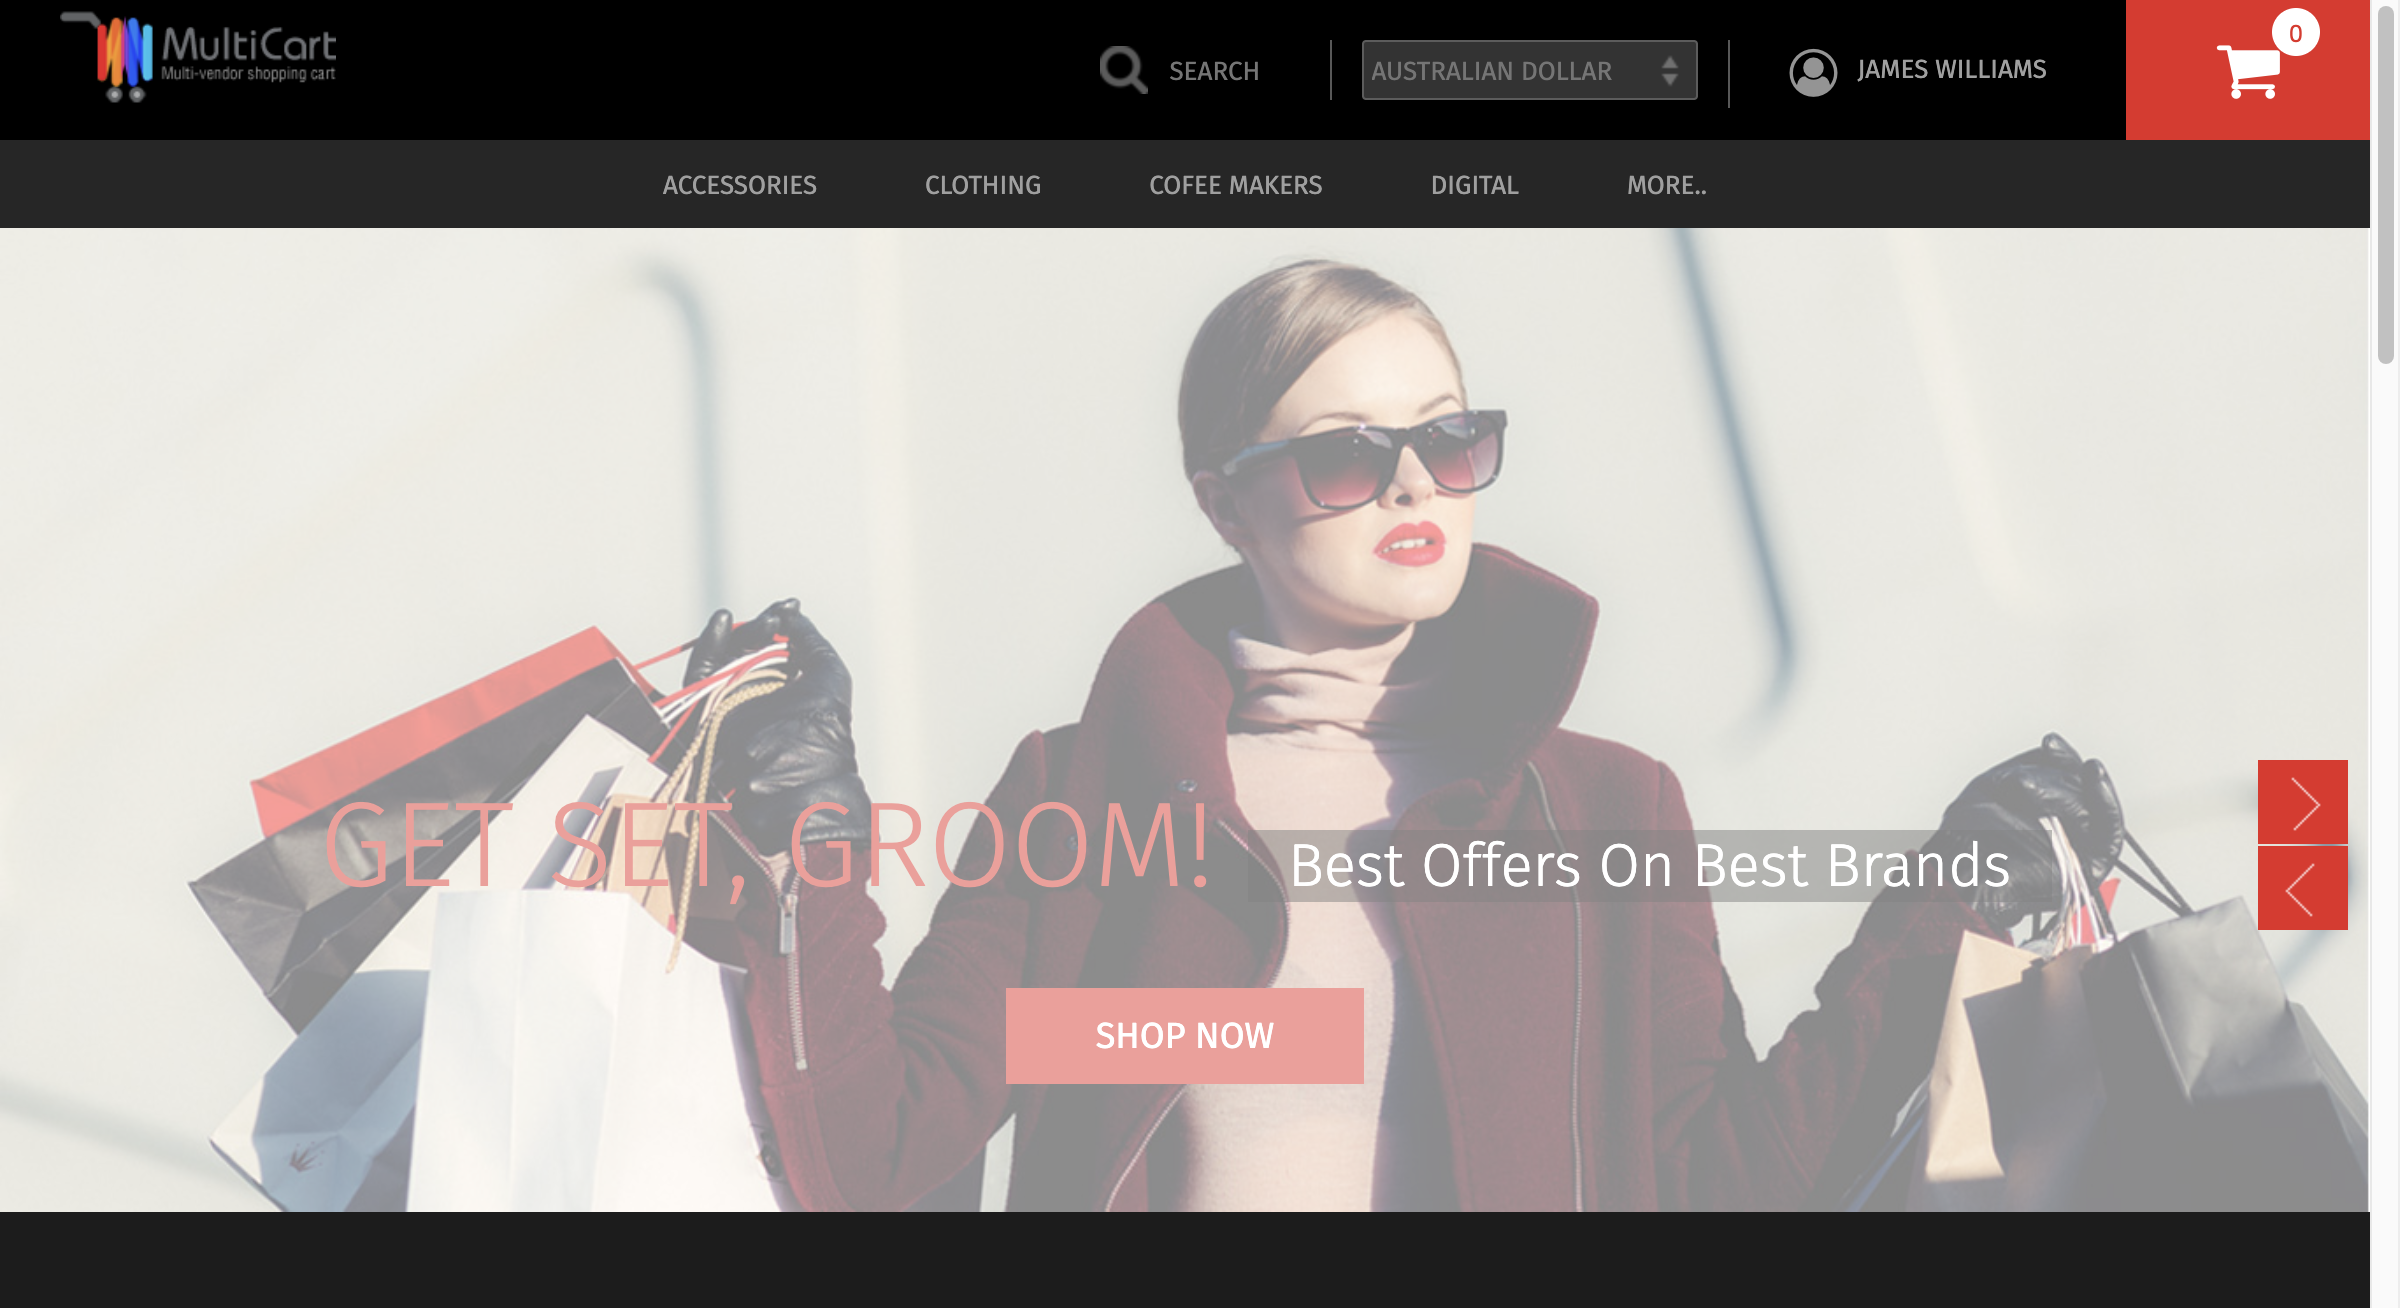 MultiCart
Multi-vendor shopping cart
SEARCH
AUSTRALIAN DOLLAR
JAMES WILLIAMS
0
ACCESSORIES
CLOTHING
COFEE MAKERS
DIGITAL
MORE..
GET SET, GROOM!
Best Offers On Best Brands
SHOP NOW